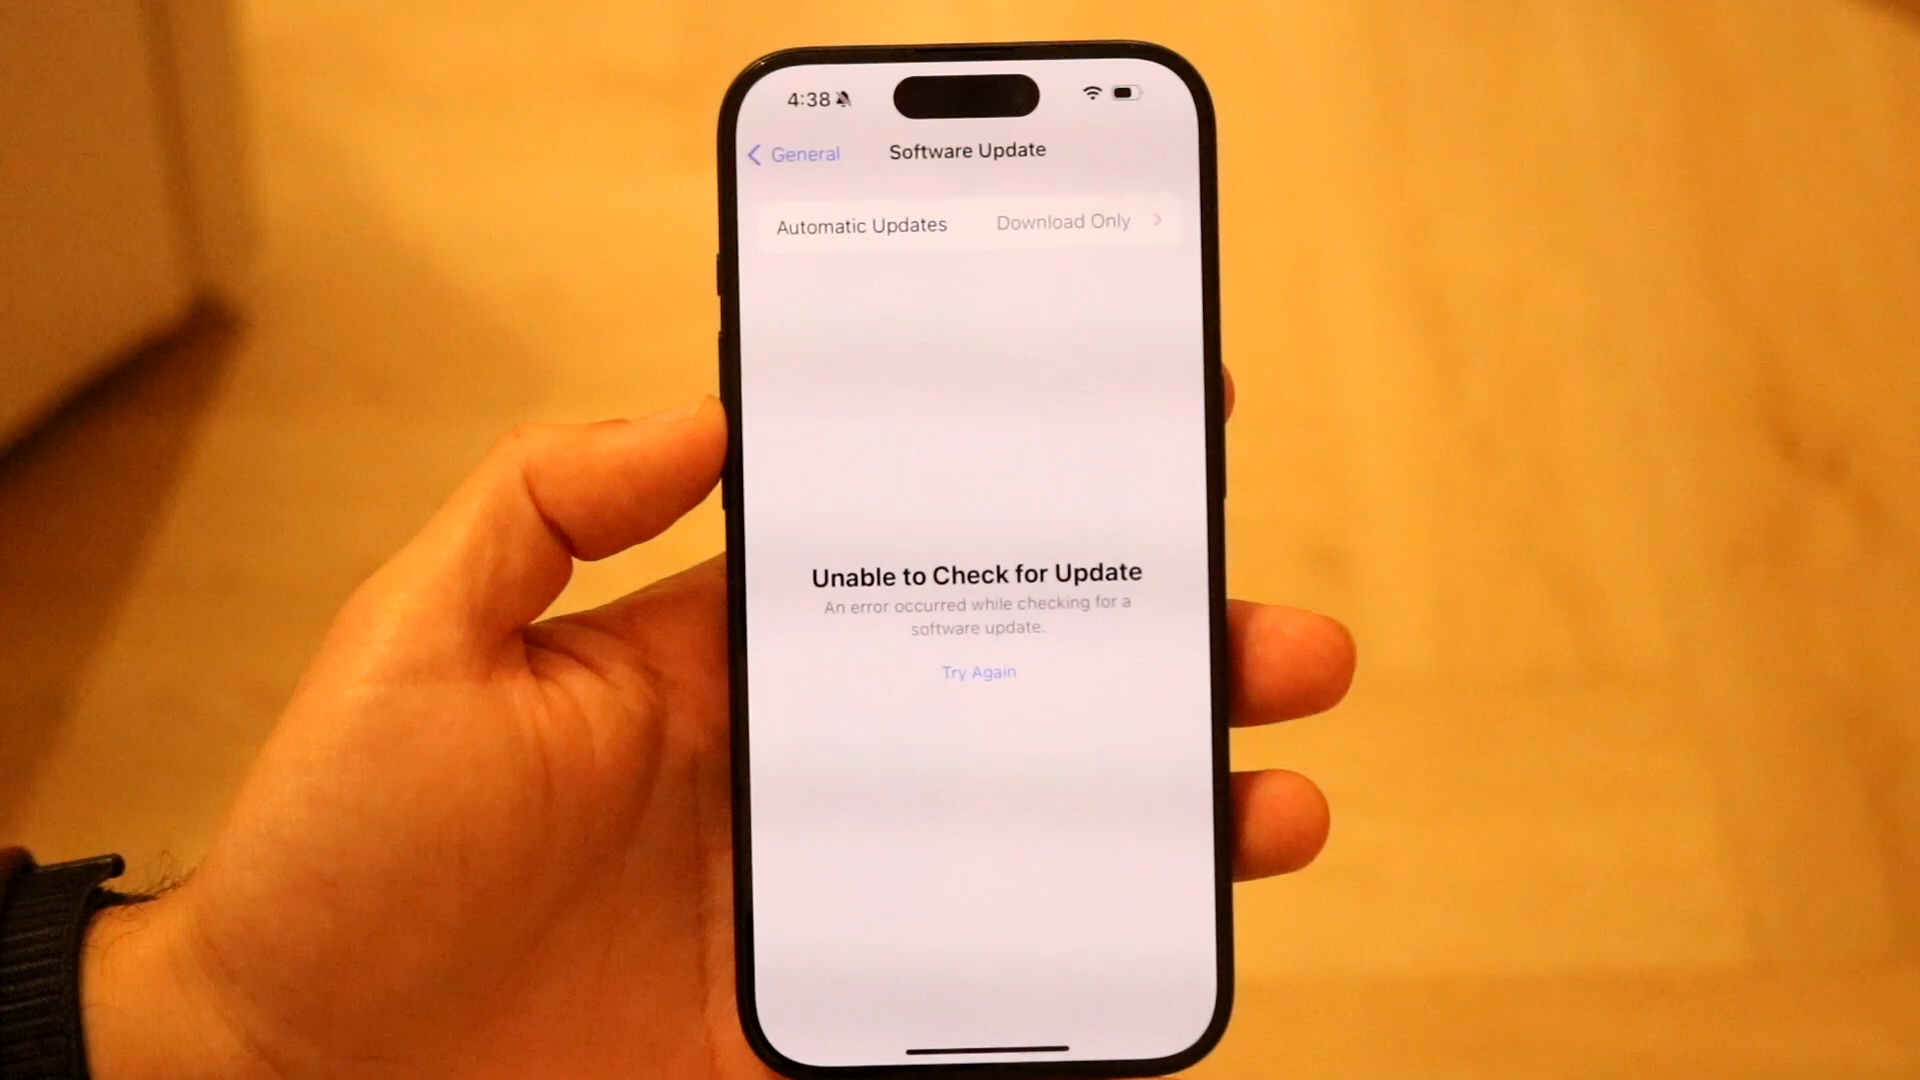 4:38
General
Software Update
Automatic Updates Download Only
Unable to Check for Update
An error occurred while checking for a
software update.
Try Again